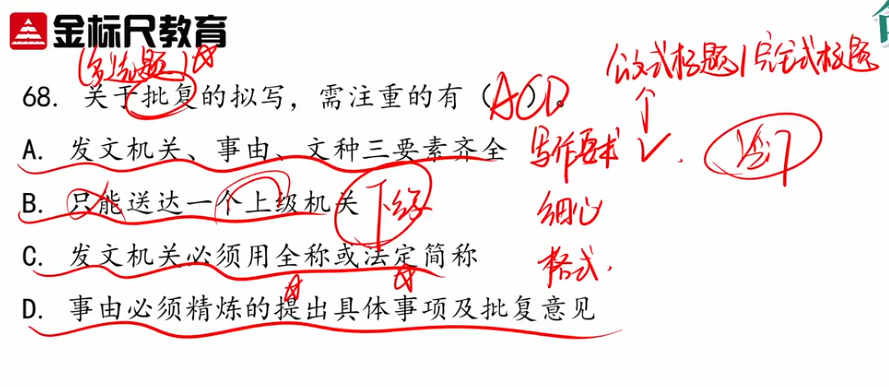 金标尺教育
(多选题)
公文式标题/完全式标题
68. 关于批复的拟写，需注重的有（ACD）。
A. 发文机关、事由、文种三要素齐全 写作要求
B. 只能送达一个上级机关 下级 细心
C. 发文机关必须用全称或法定简称 格式.
D. 事由必须精炼的提出具体事项及批复意见